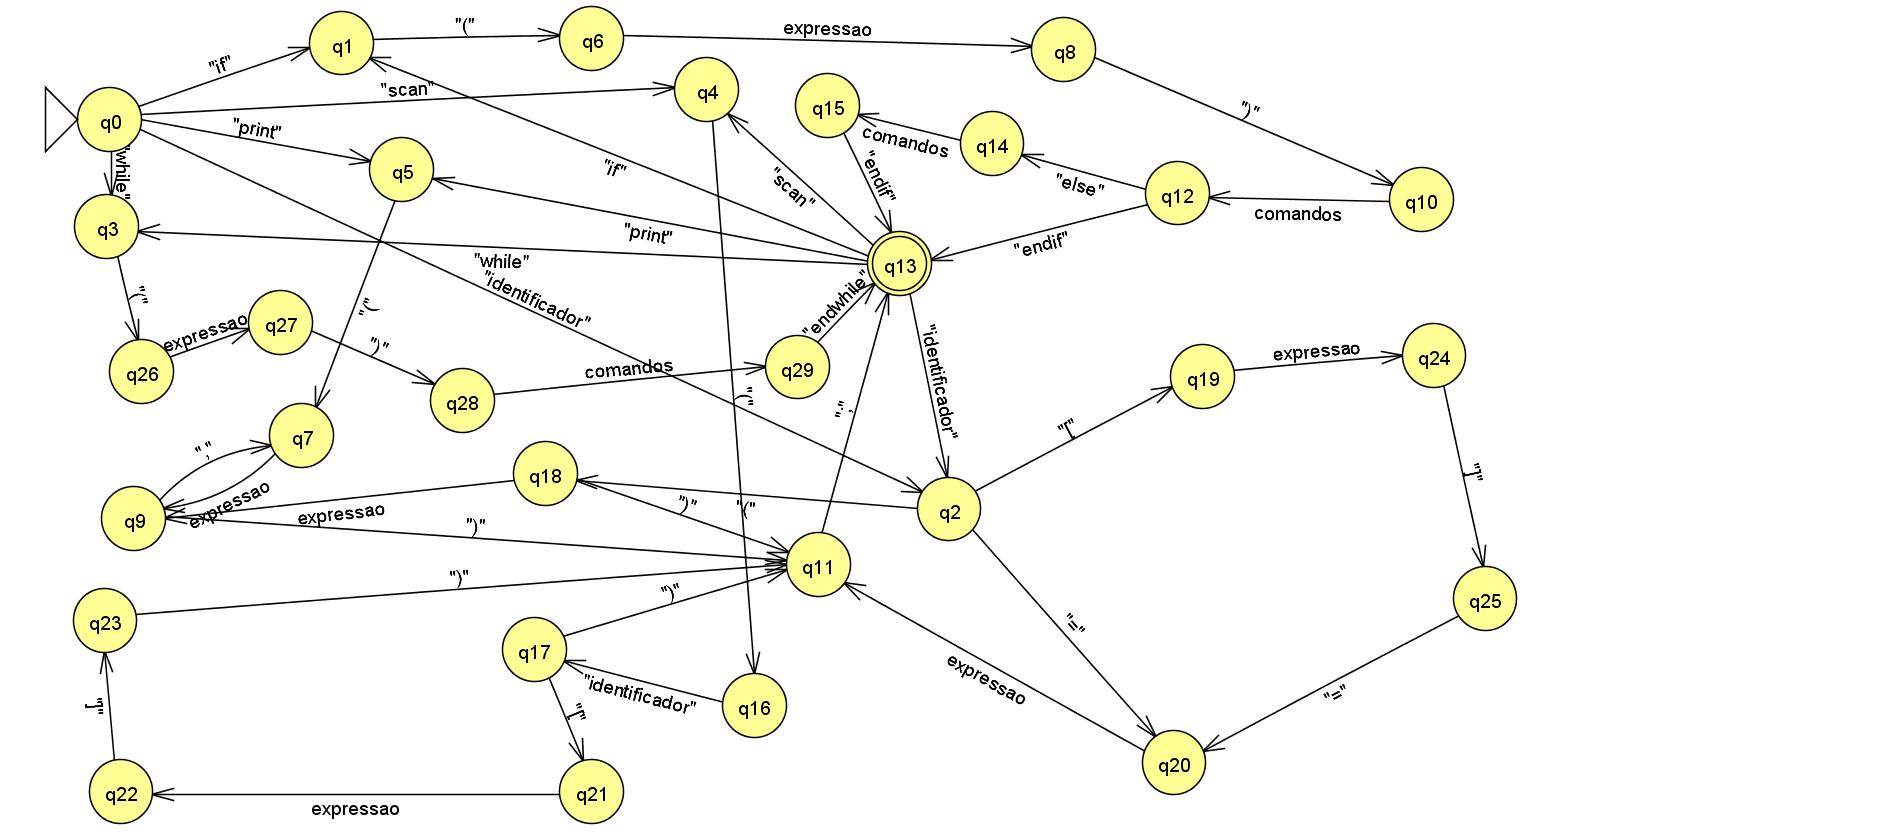 q1
"("
q6
expressao
q8
"if"
"scan"
q4
q15
q0
"print"
comandos
q14
")"
"while"
q5
"if"
"scan"
"endif"
"else"
q12
q10
comandos
q3
"print"
"endif"
"while"
q13
"identificador"
"("
"("
q27
expressao
")"
"endwhile"
q26
q28
comandos
q29
"identificador"
q19
expressao
q24
"("
";"
"["
q7
","
q18
"]"
expressao
q9
expressao
")"
")"
"("
q2
q11
")"
")"
q23
q25
"="
q17
"identificador"
q16
expressao
"="
"]"
"["
q20
q22
expressao
q21